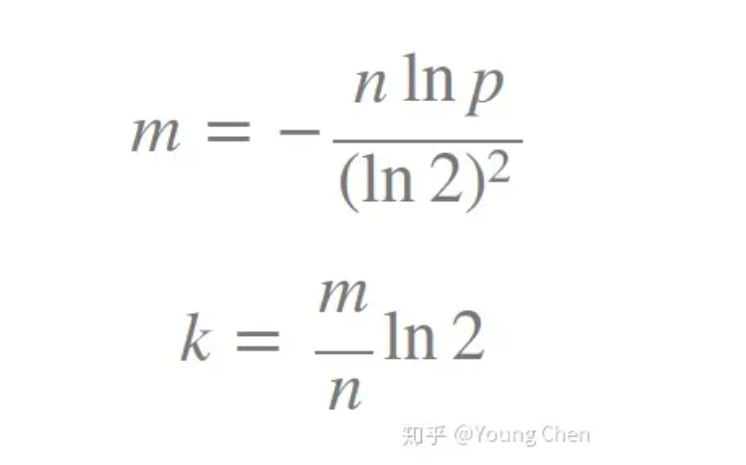 m = − n ln p / (ln 2)²
k = m / n ln 2
知乎 @Young Chen